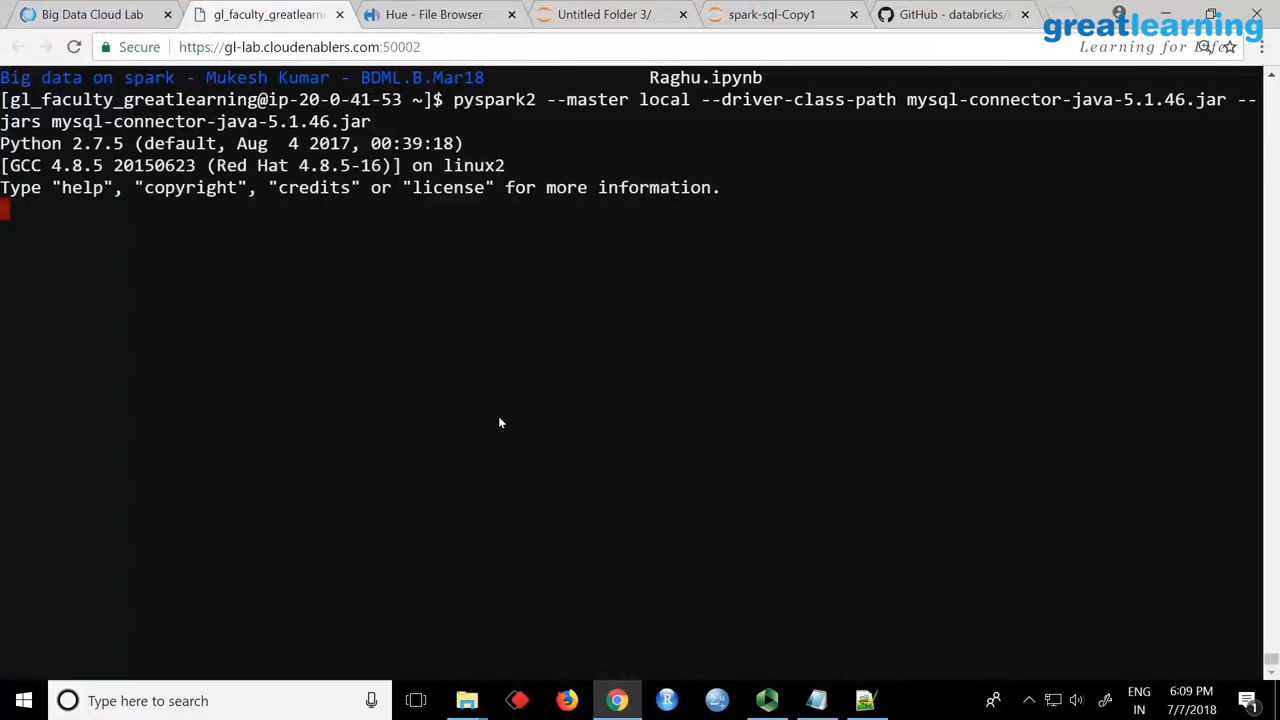 Big Data Cloud Lab
gl_faculty_greatlearn
Hue - File Browser
Untitled Folder 3/
spark-sql-Copy1
GitHub - databricks/s
greatlearning
Learning for Life
Secure
https://gl-lab.cloudenablers.com:50002
Big data on spark - Mukesh Kumar - BDML.B.Mar18 Raghu.ipynb
[gl_faculty_greatlearning@ip-20-0-41-53 ~]$ pyspark2 --master local --driver-class-path mysql-connector-java-5.1.46.jar --
jars mysql-connector-java-5.1.46.jar
Python 2.7.5 (default, Aug  4 2017, 00:39:18)
[GCC 4.8.5 20150623 (Red Hat 4.8.5-16)] on linux2
Type "help", "copyright", "credits" or "license" for more information.
Type here to search
ENG
IN
6:09 PM
7/7/2018
1